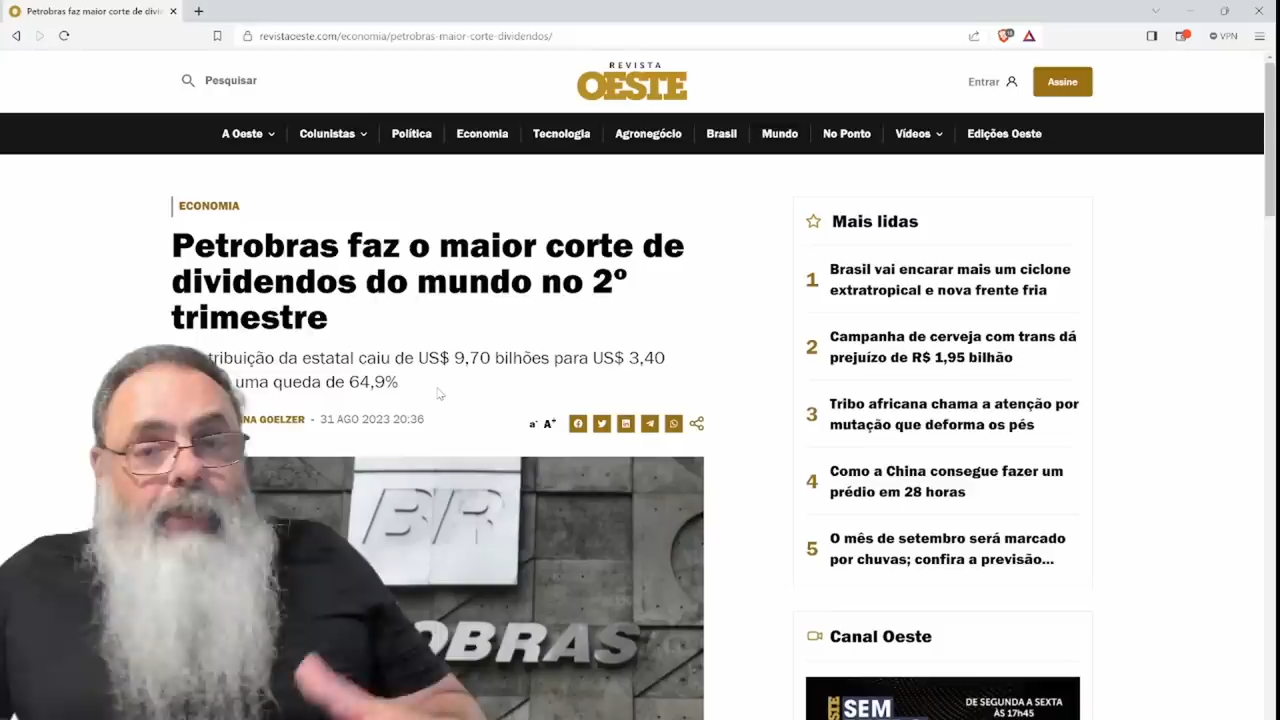 Petrobras faz maior corte de divi
revistaoeste.com/economia/petrobras-maior-corte-dividendos/
VPN
Pesquisar
REVISTA
OESTE
Entrar
Assine
A Oeste
Colunistas
Política
Economia
Tecnologia
Agronegócio
Brasil
Mundo
No Ponto
Vídeos
Edições Oeste
ECONOMIA
Petrobras faz o maior corte de
dividendos do mundo no 2º
trimestre
tribuição da estatal caiu de US$ 9,70 bilhões para US$ 3,40
uma queda de 64,9%
NA GOELZER - 31 AGO 2023 20:36
a- A+
BR
OBRAS
Mais lidas
1 Brasil vai encarar mais um ciclone
extratropical e nova frente fria
2 Campanha de cerveja com trans dá
prejuízo de R$ 1,95 bilhão
3 Tribo africana chama a atenção por
mutação que deforma os pés
4 Como a China consegue fazer um
prédio em 28 horas
5 O mês de setembro será marcado
por chuvas; confira a previsão...
Canal Oeste
OESTE
SEM
DE SEGUNDA A SEXTA
ÀS 17h45